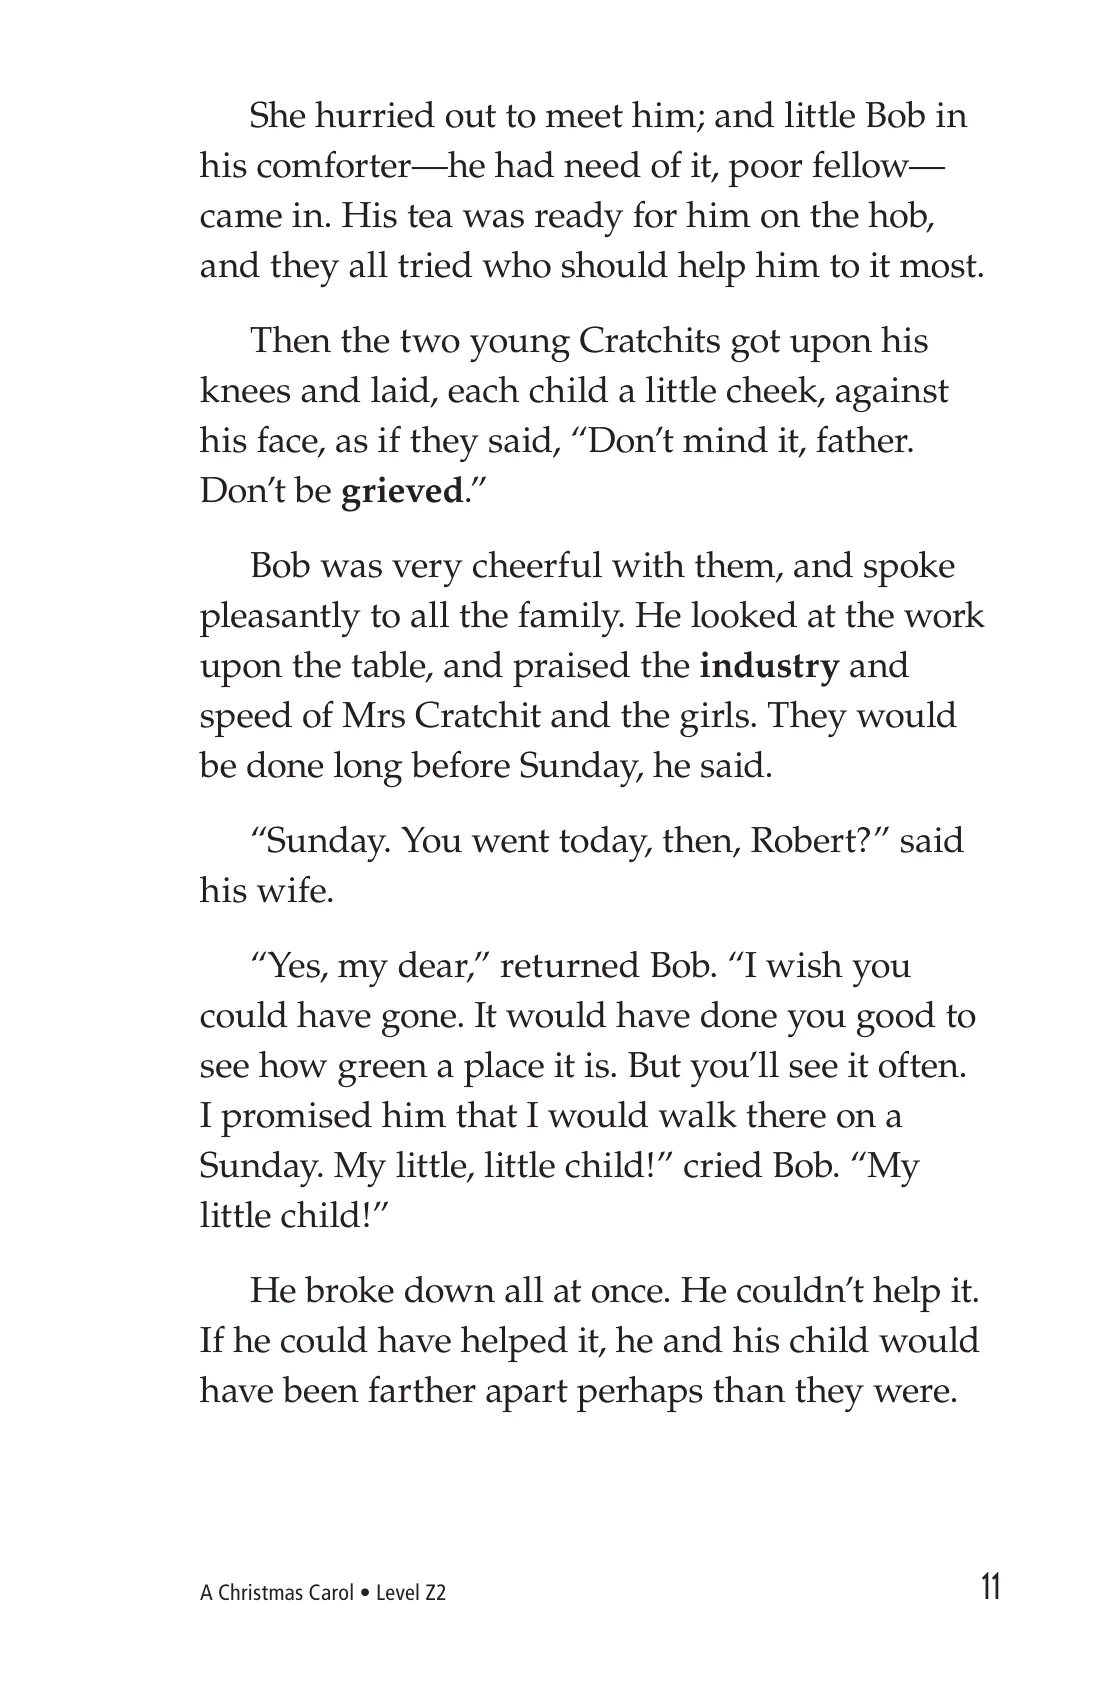 She hurried out to meet him; and little Bob in
his comforter—he had need of it, poor fellow—
came in. His tea was ready for him on the hob,
and they all tried who should help him to it most.
Then the two young Cratchits got upon his
knees and laid, each child a little cheek, against
his face, as if they said, “Don’t mind it, father.
Don’t be grieved.”
Bob was very cheerful with them, and spoke
pleasantly to all the family. He looked at the work
upon the table, and praised the industry and
speed of Mrs Cratchit and the girls. They would
be done long before Sunday, he said.
“Sunday. You went today, then, Robert?” said
his wife.
“Yes, my dear,” returned Bob. “I wish you
could have gone. It would have done you good to
see how green a place it is. But you’ll see it often.
I promised him that I would walk there on a
Sunday. My little, little child!” cried Bob. “My
little child!”
He broke down all at once. He couldn’t help it.
If he could have helped it, he and his child would
have been farther apart perhaps than they were.
A Christmas Carol • Level Z2
11